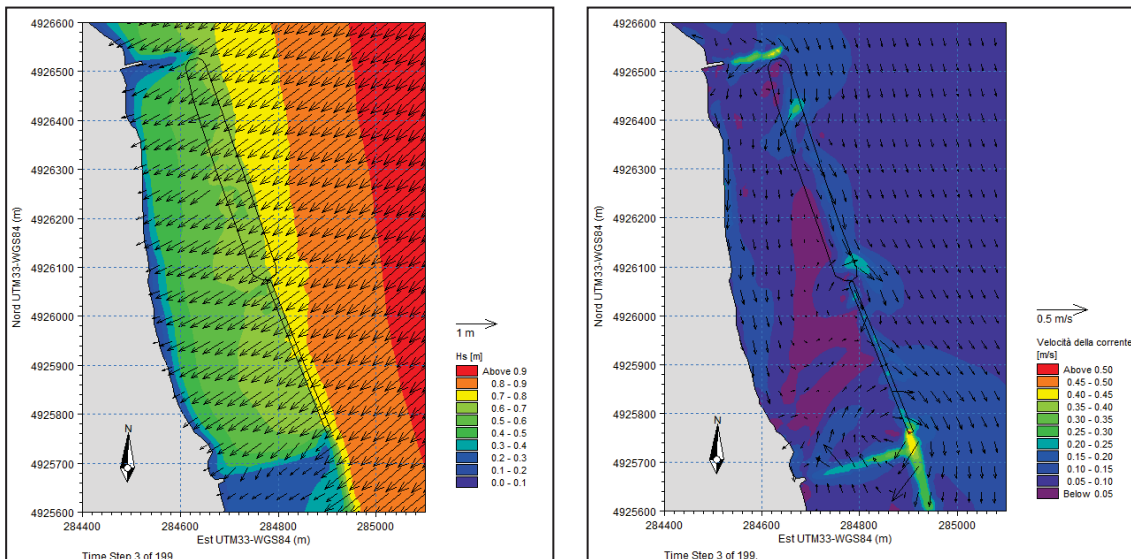 4926600
4926500
4926400
4926300
4926200
4926100
4926000
4925900
4925800
4925700
4925600
Nord UTM33-WGS84 (m)
N
284400
284600
284800
285000
Est UTM33-WGS84 (m)
Time Step 3 of 199.
1 m
Hs [m]
Above 0.9
0.8 - 0.9
0.7 - 0.8
0.6 - 0.7
0.5 - 0.6
0.4 - 0.5
0.3 - 0.4
0.2 - 0.3
0.1 - 0.2
0.0 - 0.1
4926600
4926500
4926400
4926300
4926200
4926100
4926000
4925900
4925800
4925700
4925600
Nord UTM33-WGS84 (m)
N
284400
284600
284800
285000
Est UTM33-WGS84 (m)
Time Step 3 of 199.
0.5 m/s
Velocità della corrente
[m/s]
Above 0.50
0.45 - 0.50
0.40 - 0.45
0.35 - 0.40
0.30 - 0.35
0.25 - 0.30
0.20 - 0.25
0.15 - 0.20
0.10 - 0.15
0.05 - 0.10
Below 0.05